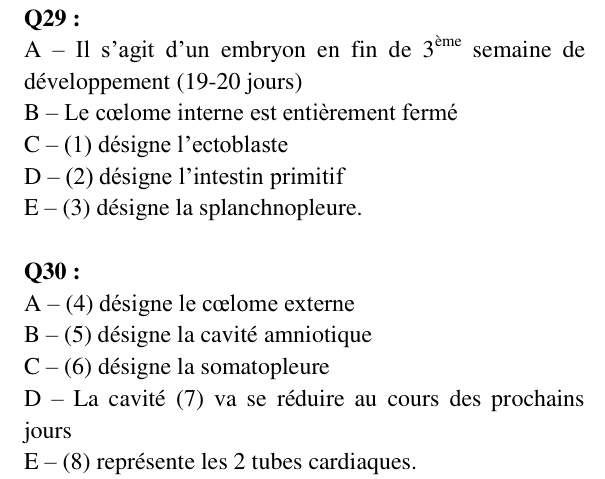 Q29 :
A – Il s'agit d'un embryon en fin de 3ème semaine de
développement (19-20 jours)
B – Le cœlome interne est entièrement fermé
C – (1) désigne l'ectoblaste
D – (2) désigne l'intestin primitif
E – (3) désigne la splanchnopleure.
Q30 :
A – (4) désigne le cœlome externe
B – (5) désigne la cavité amniotique
C – (6) désigne la somatopleure
D – La cavité (7) va se réduire au cours des prochains
jours
E – (8) représente les 2 tubes cardiaques.